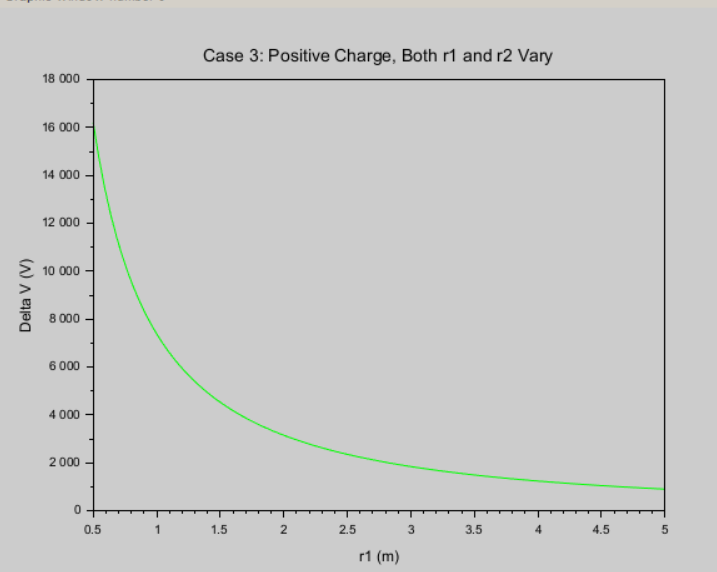 Case 3: Positive Charge, Both r1 and r2 Vary
18 000
16 000
14 000
12 000
10 000
8 000
6 000
4 000
2 000
0
Delta V (V)
0.5 1 1.5 2 2.5 3 3.5 4 4.5 5
r1 (m)